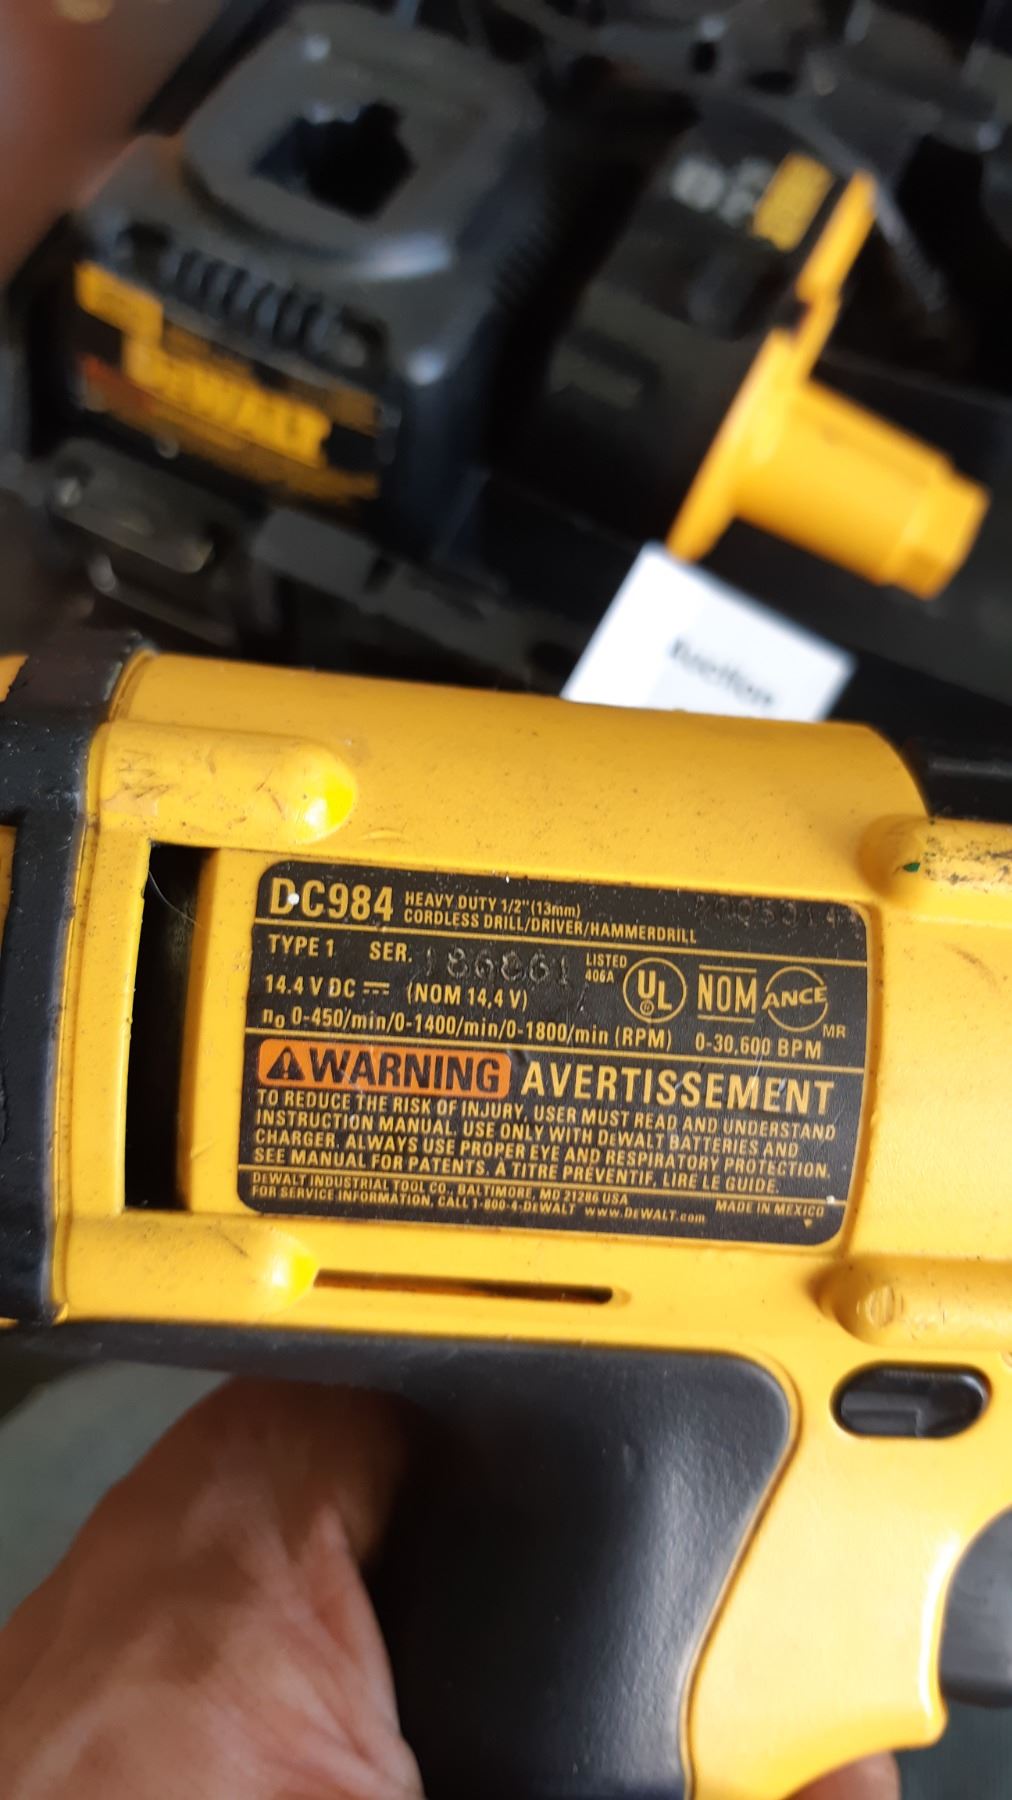 DEWALT
DC984 HEAVY DUTY 1/2" (13mm)
CORDLESS DRILL/DRIVER/HAMMERDRILL
TYPE 1 SER. 186861 LISTED 406A UL NOM ANCE MR
14.4 V DC (NOM 14,4 V)
n0 0-450/min/0-1400/min/0-1800/min (RPM) 0-30,600 BPM
WARNING AVERTISSEMENT
TO REDUCE THE RISK OF INJURY, USER MUST READ AND UNDERSTAND
INSTRUCTION MANUAL. USE ONLY WITH DEWALT BATTERIES AND
CHARGER. ALWAYS USE PROPER EYE AND RESPIRATORY PROTECTION.
SEE MANUAL FOR PATENTS. À TITRE PRÉVENTIF, LIRE LE GUIDE.
DEWALT INDUSTRIAL TOOL CO., BALTIMORE, MD 21286 USA
FOR SERVICE INFORMATION, CALL 1-800-4-DEWALT www.DEWALT.com MADE IN MEXICO